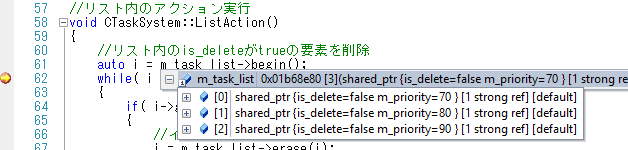 57 //リスト内のアクション実行
58 void CTaskSystem::ListAction()
59 {
60 //リスト内のis_deleteがtrueの要素を削除
61 auto i = m_task_list->begin();
62 while( i
m_task_list 0x01b68e80 [3](shared_ptr {is_delete=false m_priority=70 } [1 strong ref] [default]
63 {
[0] shared_ptr {is_delete=false m_priority=70 } [1 strong ref] [default]
64 if( i->
[1] shared_ptr {is_delete=false m_priority=80 } [1 strong ref] [default]
65 {
[2] shared_ptr {is_delete=false m_priority=90 } [1 strong ref] [default]
66 //イ
67 i = m_task_list->erase(i);